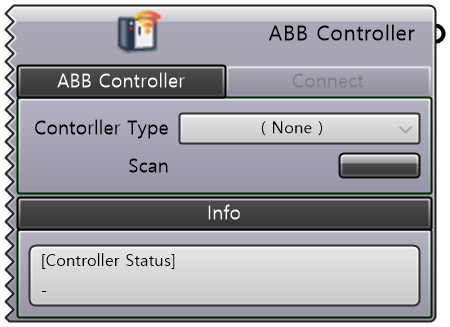 ABB Controller
ABB Controller
Connect
Contorller Type
( None )
Scan
Info
[Controller Status]
-